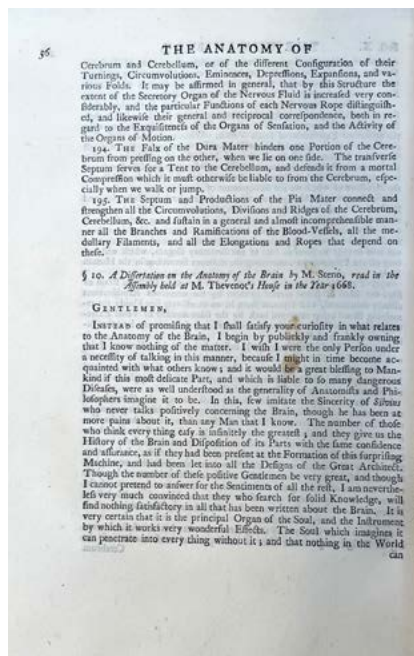 56
THE ANATOMY OF
Cerebrum and Cerebellum, or of the different Configuration of their
Turnings, Circumvolutions, Eminences, Depreſſions, Expanſions, and va-
rious Folds. It may be affirmed in general, that by this Structure the
extent of the Secretory Organ of the Nervous Fluid is increaſed very con-
ſiderably, and the particular Functions of each Nervous Rope diſtinguiſh-
ed, and likewiſe their general and reciprocal correſpondence, both in re-
gard to the Exquiſiteneſs of the Organs of Senſation, and the Activity of
the Organs of Motion.
194. THE Falx of the Dura Mater hinders one Portion of the Cere-
brum from preſſing on the other, when we lie on one ſide. The tranſverſe
Septum ſerves for a Tent to the Cerebellum, and defends it from a mortal
Compreſſion which it muſt otherwiſe be liable to from the Cerebrum, eſpe-
cially when we walk or jump.
195. THE Septum and Productions of the Pia Mater connect and
ſtrengthen all the Circumvolutions, Diviſions and Ridges of the Cerebrum,
Cerebellum, &c. and ſuſtain in a general and almoſt incomprehenſible man-
ner all the Branches and Ramifications of the Blood-Veſſels, all the me-
dullary Filaments, and all the Elongations and Ropes that depend on
theſe.
§ 10. A Diſſertation on the Anatomy of the Brain by M. Steno, read in the
Aſſembly held at M. Thevenot's Houſe in the Year 1668.
GENTLEMEN,
INSTEAD of promiſing that I ſhall ſatisfy your curioſity in what relates
to the Anatomy of the Brain, I begin by publickly and frankly owning
that I know nothing of the matter. I wiſh I were the only Perſon under
a neceſſity of talking in this manner, becauſe I might in time become ac-
quainted with what others know; and it would be a great bleſſing to Man-
kind if this moſt delicate Part, and which is liable to ſo many dangerous
Diſeaſes, were as well underſtood as the generality of Anatomiſts and Phi-
loſophers imagine it to be. In this, few imitate the Sincerity of Silvius
who never talks poſitively concerning the Brain, though he has been at
more pains about it, than any Man that I know. The number of thoſe
who think every thing eaſy is infinitely the greateſt; and they give us the
Hiſtory of the Brain and Diſpoſition of its Parts with the ſame confidence
and aſſurance, as if they had been preſent at the Formation of this ſurpriſing
Machine, and had been let into all the Deſigns of the Great Architect.
Though the number of theſe poſitive Gentlemen be very great, and though
I cannot pretend to anſwer for the Sentiments of all the reſt, I am neverthe-
leſs very much convinced that they who ſearch for ſolid Knowledge, will
find nothing ſatisfactory in all that has been written about the Brain. It is
very certain that it is the principal Organ of the Soul, and the Inſtrument
by which it works very wonderful Effects. The Soul which imagines it
can penetrate into every thing without it; and that nothing in the World
can